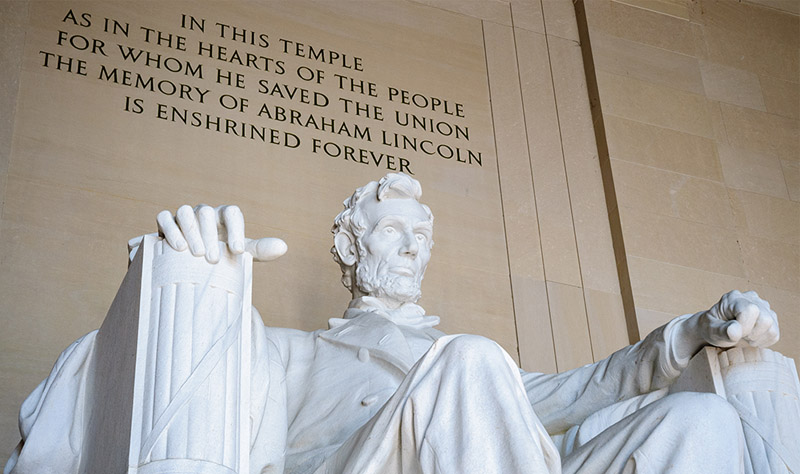 IN THIS TEMPLE
AS IN THE HEARTS OF THE PEOPLE
FOR WHOM HE SAVED THE UNION
THE MEMORY OF ABRAHAM LINCOLN
IS ENSHRINED FOREVER